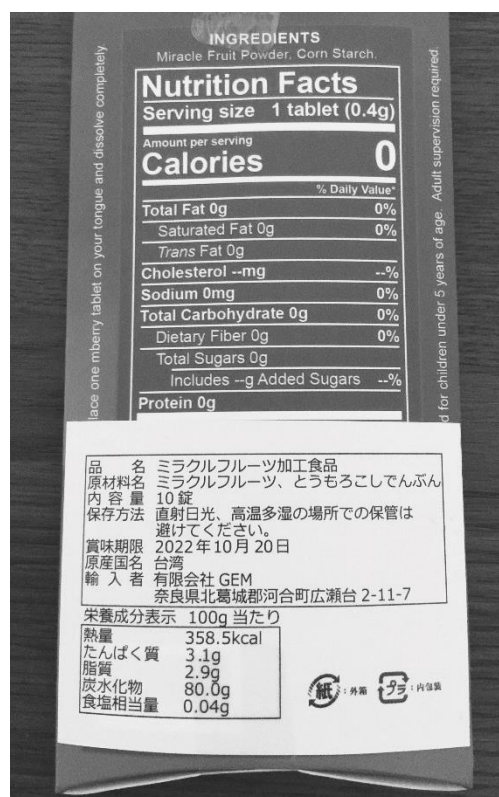 INGREDIENTS
Miracle Fruit Powder, Corn Starch.
Nutrition Facts
Serving size 1 tablet (0.4g)
Amount per serving
Calories 0
% Daily Value*
Total Fat 0g 0%
Saturated Fat 0g 0%
Trans Fat 0g
Cholesterol --mg --%
Sodium 0mg 0%
Total Carbohydrate 0g 0%
Dietary Fiber 0g 0%
Total Sugars 0g
Includes --g Added Sugars --%
Protein 0g
lace one mberry tablet on your tongue and dissolve completely.
d for children under 5 years of age. Adult supervision required.
品 名 ミラクルフルーツ加工食品
原材料名 ミラクルフルーツ、とうもろこしでんぷん
内容量 10錠
保存方法 直射日光、高温多湿の場所での保管は
避けてください。
賞味期限 2022年10月20日
原産国名 台湾
輸入者 有限会社 GEM
奈良県北葛城郡河合町広瀬台 2-11-7
栄養成分表示 100g 当たり
熱量 358.5kcal
たんぱく質 3.1g
脂質 2.9g
炭水化物 80.0g
食塩相当量 0.04g
紙:外箱 プラ:内包装